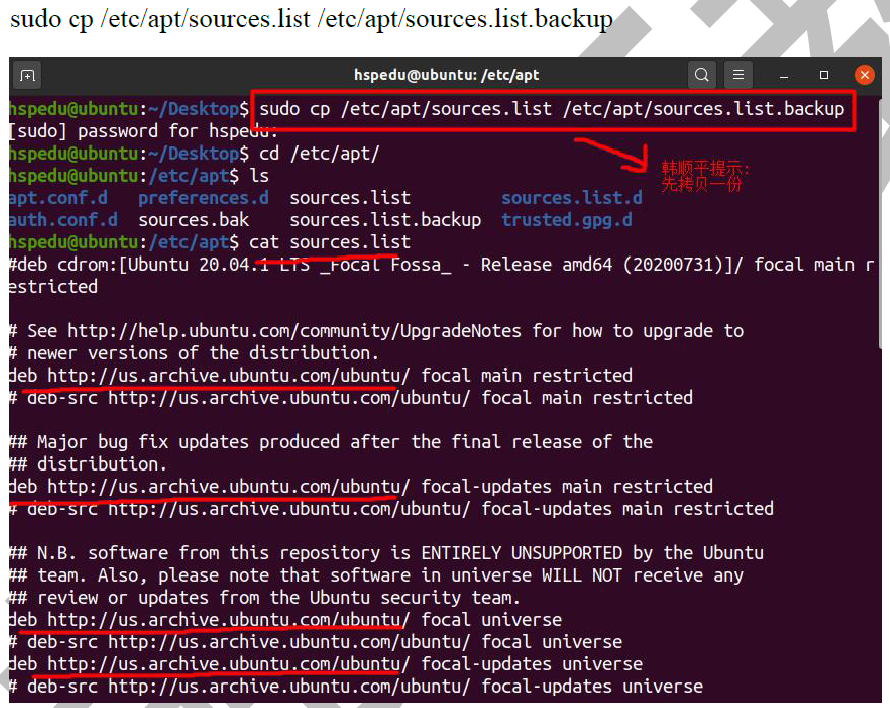 sudo cp /etc/apt/sources.list /etc/apt/sources.list.backup
hspedu@ubuntu: /etc/apt
hspedu@ubuntu:~/Desktop$ sudo cp /etc/apt/sources.list /etc/apt/sources.list.backup
[sudo] password for hspedu:
hspedu@ubuntu:~/Desktop$ cd /etc/apt/
韩顺平提示:
先拷贝一份
hspedu@ubuntu:/etc/apt$ ls
apt.conf.d preferences.d sources.list sources.list.d
auth.conf.d sources.bak sources.list.backup trusted.gpg.d
hspedu@ubuntu:/etc/apt$ cat sources.list
#deb cdrom:[Ubuntu 20.04.1 LTS _Focal Fossa_ - Release amd64 (20200731)]/ focal main r
estricted
# See http://help.ubuntu.com/community/UpgradeNotes for how to upgrade to
# newer versions of the distribution.
deb http://us.archive.ubuntu.com/ubuntu/ focal main restricted
# deb-src http://us.archive.ubuntu.com/ubuntu/ focal main restricted
## Major bug fix updates produced after the final release of the
## distribution.
deb http://us.archive.ubuntu.com/ubuntu/ focal-updates main restricted
# deb-src http://us.archive.ubuntu.com/ubuntu/ focal-updates main restricted
## N.B. software from this repository is ENTIRELY UNSUPPORTED by the Ubuntu
## team. Also, please note that software in universe WILL NOT receive any
## review or updates from the Ubuntu security team.
deb http://us.archive.ubuntu.com/ubuntu/ focal universe
# deb-src http://us.archive.ubuntu.com/ubuntu/ focal universe
deb http://us.archive.ubuntu.com/ubuntu/ focal-updates universe
# deb-src http://us.archive.ubuntu.com/ubuntu/ focal-updates universe